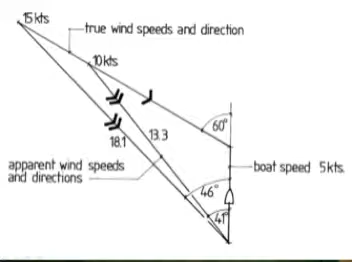 15kts
true wind speeds and direction
10kts
60°
13.3
18.1
apparent wind speeds
and directions
boat speed 5kts.
46°
41°